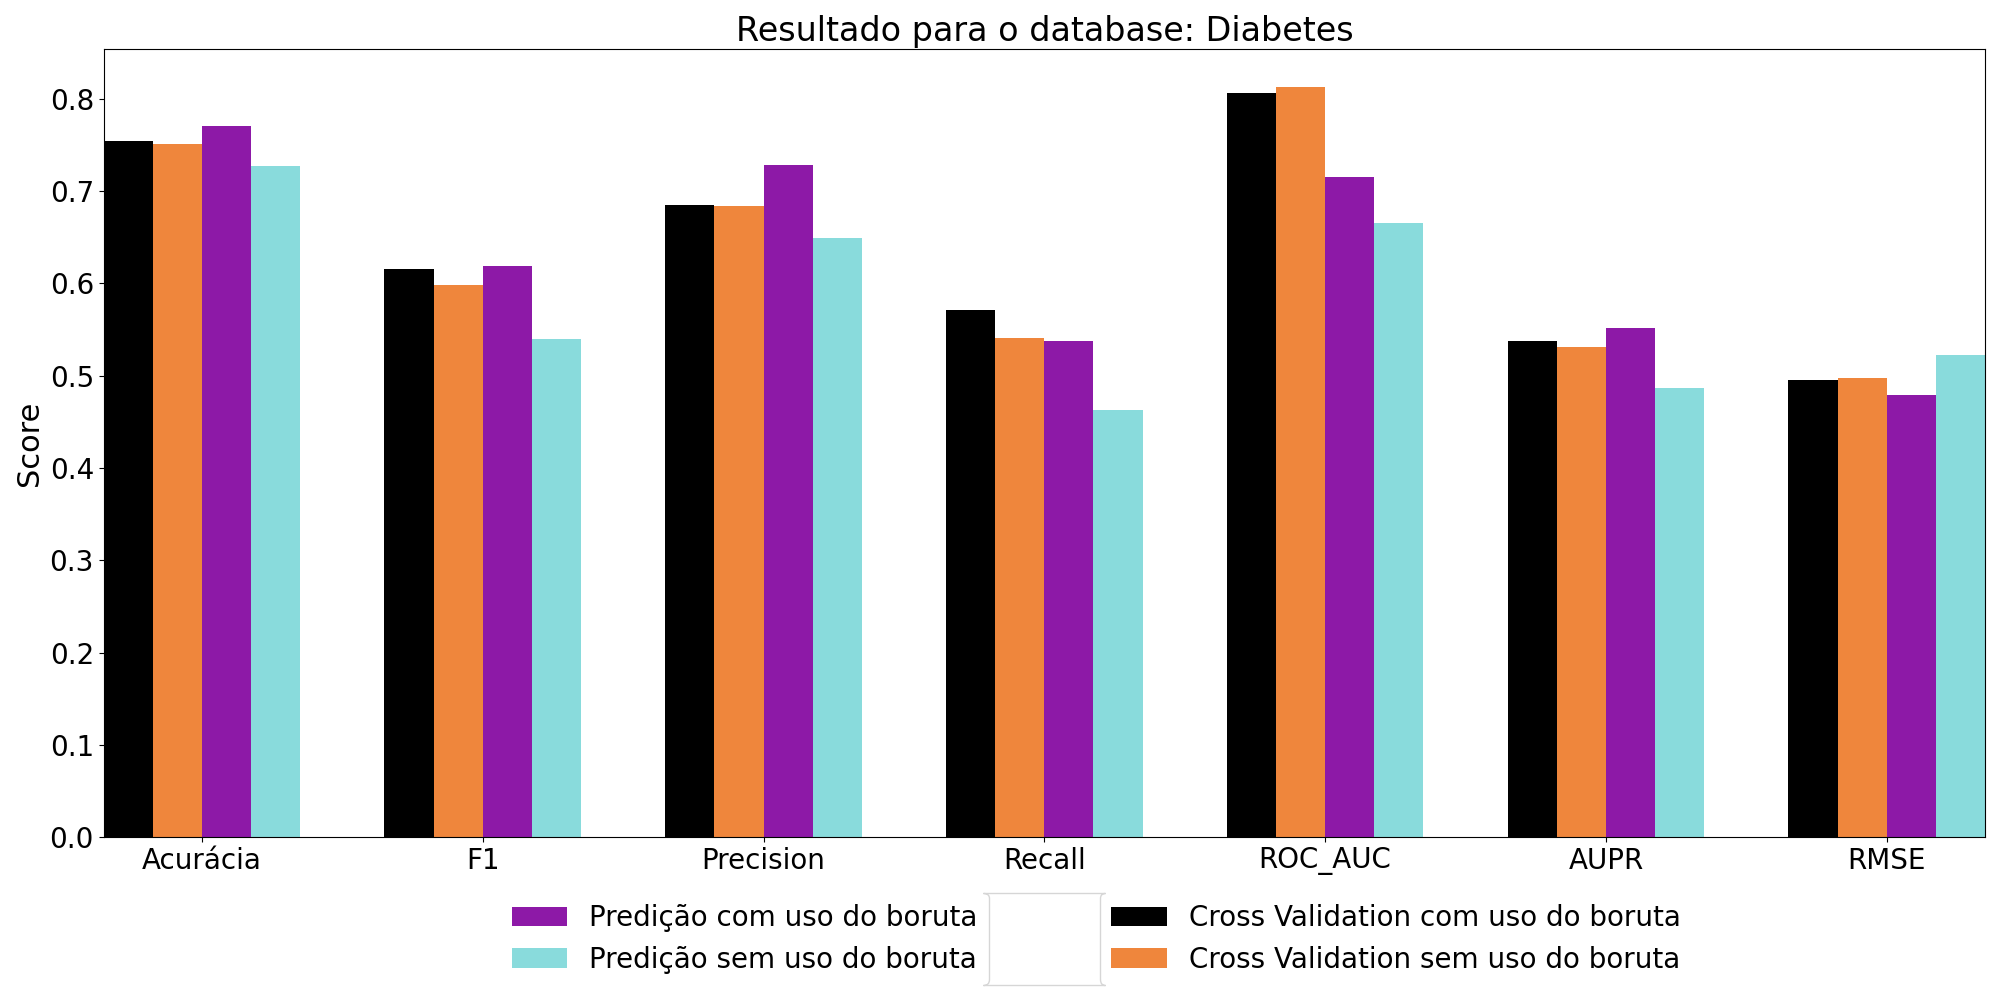 Resultado para o database: Diabetes
Score
0.8
0.7
0.6
0.5
0.4
0.3
0.2
0.1
0.0
Acurácia F1 Precision Recall ROC_AUC AUPR RMSE
Predição com uso do boruta
Predição sem uso do boruta
Cross Validation com uso do boruta
Cross Validation sem uso do boruta